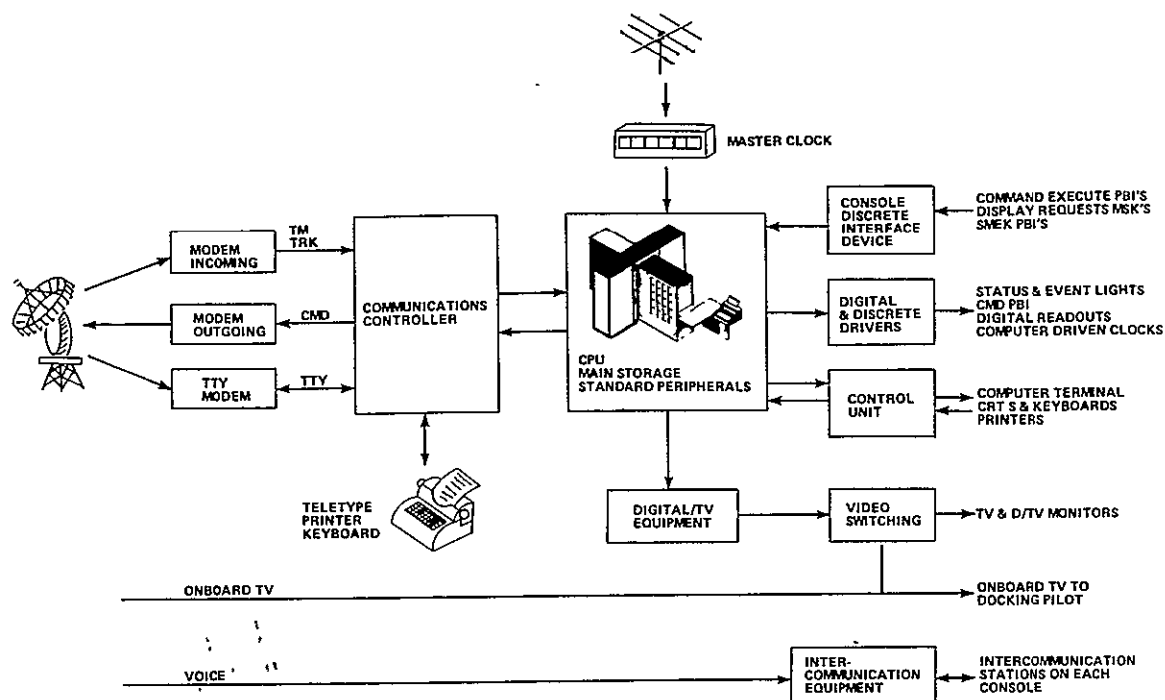 MASTER CLOCK
CONSOLE
DISCRETE
INTERFACE
DEVICE
COMMAND EXECUTE PBI'S
DISPLAY REQUESTS MSK'S
SMEK PBI'S
MODEM
INCOMING
TM
TRK
COMMUNICATIONS
CONTROLLER
MODEM
OUTGOING
CMD
TTY
MODEM
TTY
CPU
MAIN STORAGE
STANDARD PERIPHERALS
DIGITAL
& DISCRETE
DRIVERS
STATUS & EVENT LIGHTS
CMD PBI
DIGITAL READOUTS
COMPUTER DRIVEN CLOCKS
CONTROL
UNIT
COMPUTER TERMINAL
CRT S & KEYBOARDS
PRINTERS
TELETYPE
PRINTER
KEYBOARD
DIGITAL/TV
EQUIPMENT
VIDEO
SWITCHING
TV & D/TV MONITORS
ONBOARD TV
ONBOARD TV TO
DOCKING PILOT
VOICE
INTER-
COMMUNICATION
EQUIPMENT
INTERCOMMUNICATION
STATIONS ON EACH
CONSOLE